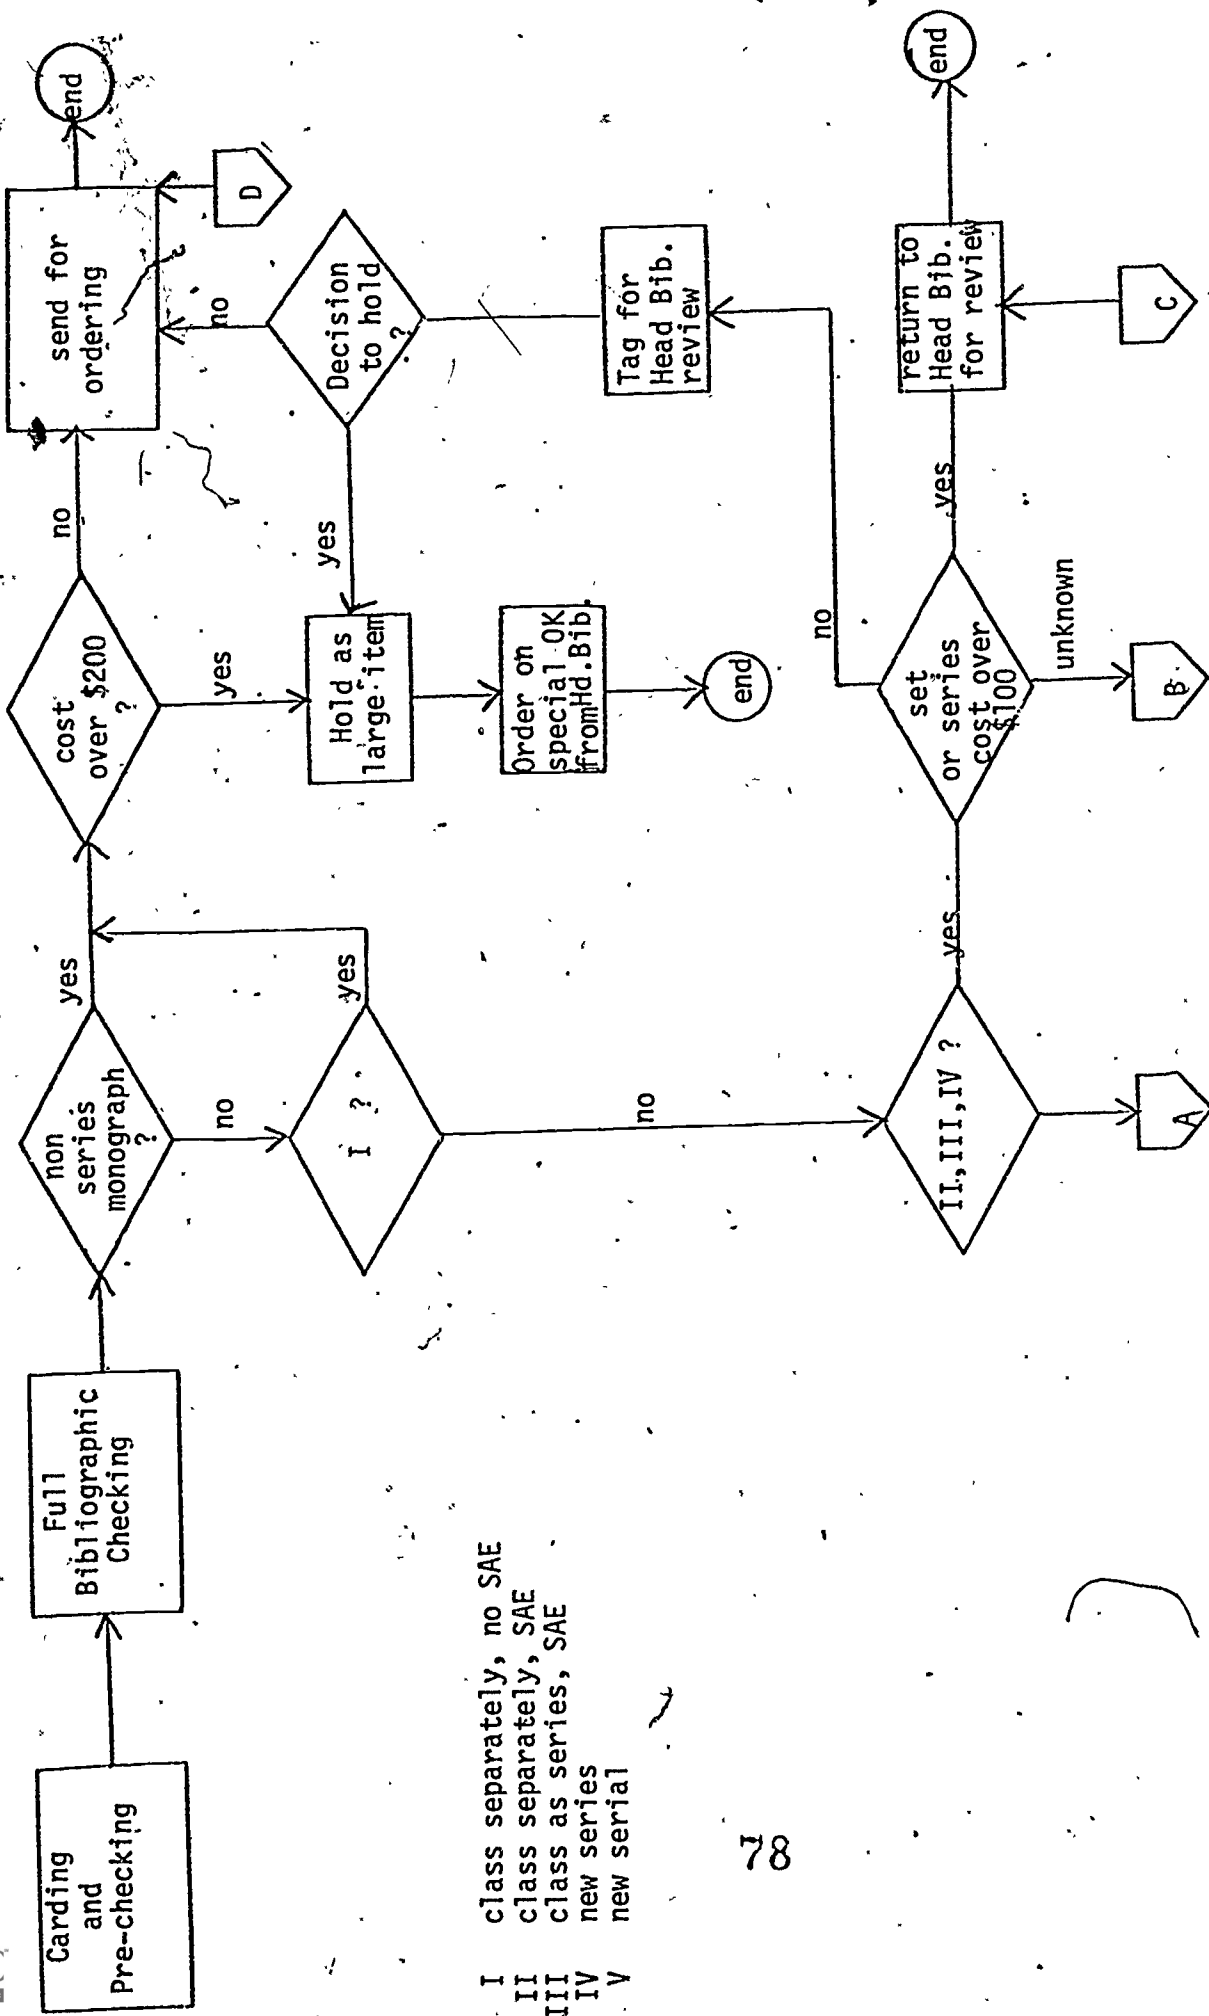 Carding
and
Pre-checking
Full
Bibliographic
Checking
non
series
monograph
?
yes
no
cost
over $200
?
no
yes
send for
ordering
end
D
I ?
yes
no
Hold as
large item
yes
Decision
to hold
?
no
Order on
special OK
fromHd.Bib.
end
Tag for
Head Bib.
review
no
II,III,IV ?
yes
A
set
or series
cost over
$100
yes
unknown
B
return to
Head Bib.
for review
end
C
I class separately, no SAE
II class separately, SAE
III class as series, SAE
IV new series
V new serial
78